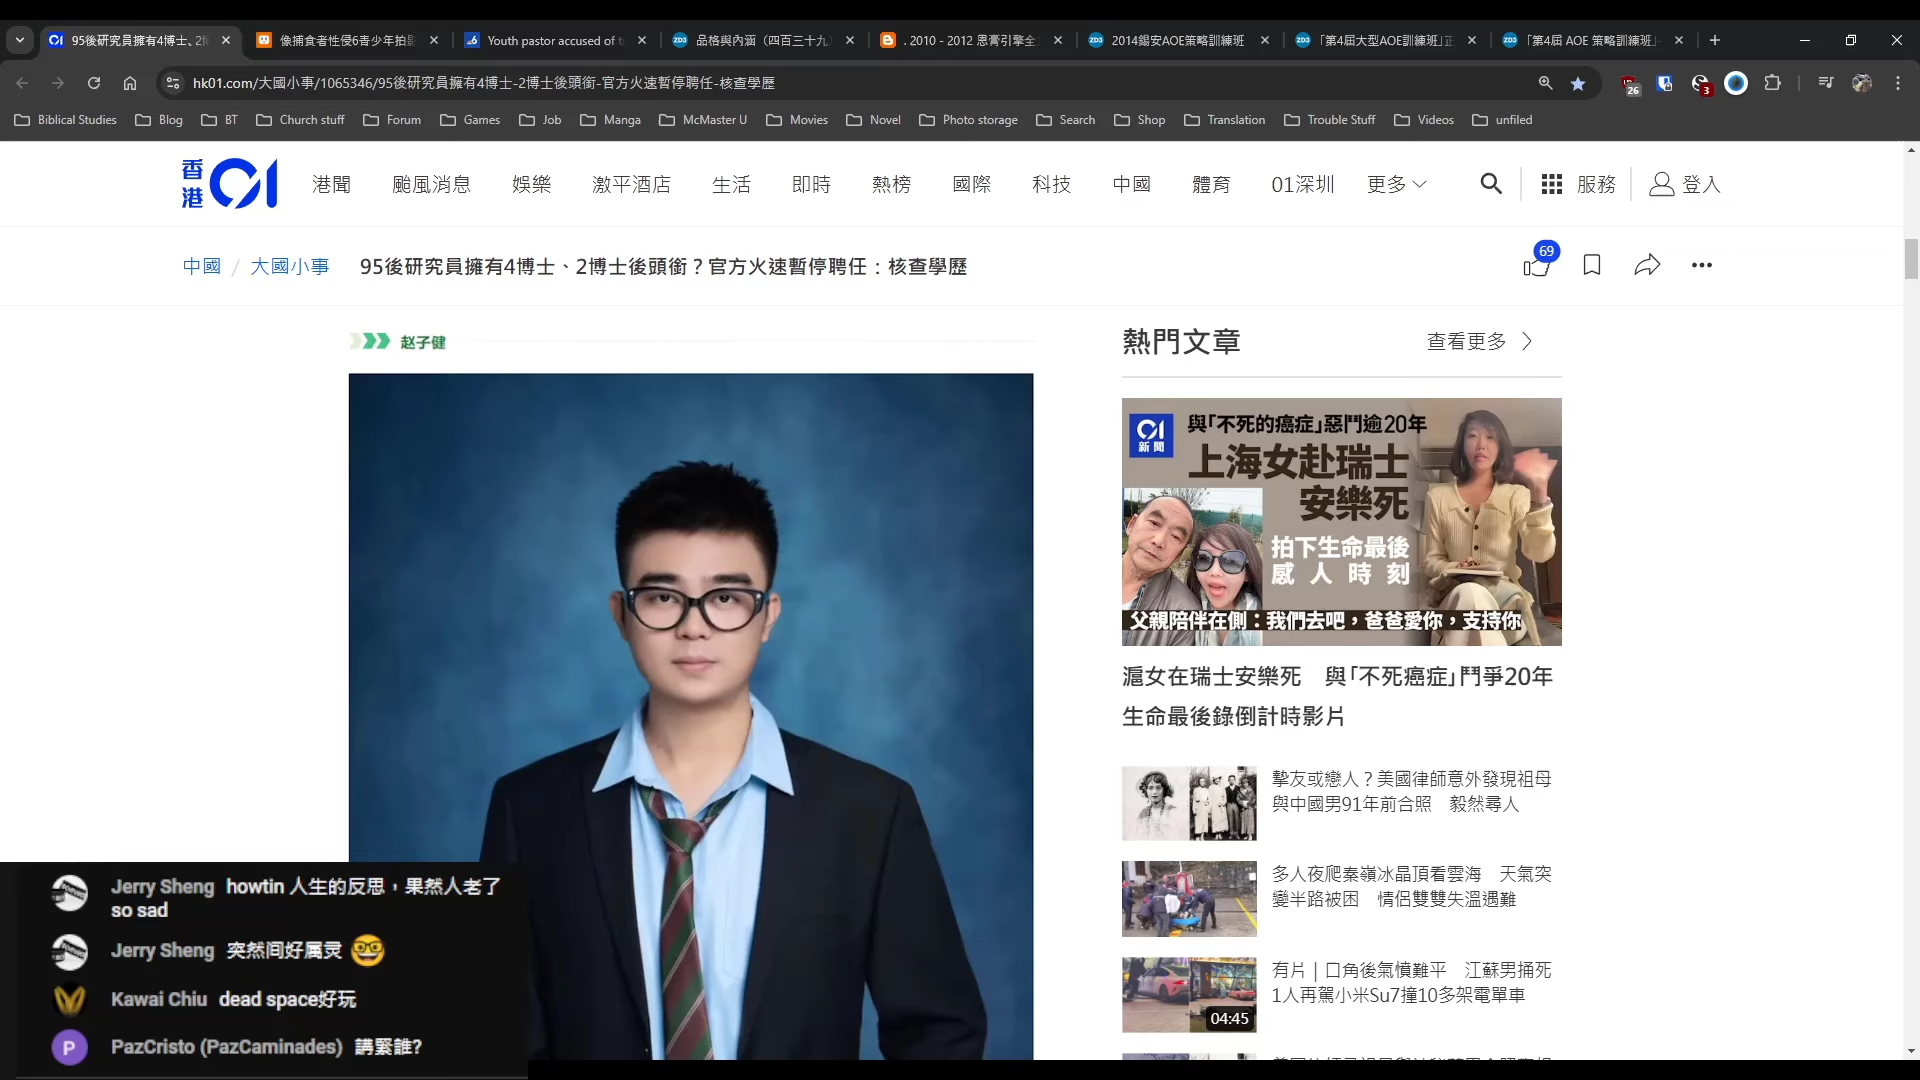 95後研究員擁有4博士、2博
像捕食者性侵6青少年拍影
Youth pastor accused of t
品格與內涵（四百三十九）
. 2010 - 2012 恩膏引擎全
2014錫安AOE策略訓練班
「第4屆大型AOE訓練班」正
「第4屆 AOE 策略訓練班」-
hk01.com/大國小事/1065346/95後研究員擁有4博士-2博士後頭銜-官方火速暫停聘任-核查學歷
26
3
Biblical Studies
Blog
BT
Church stuff
Forum
Games
Job
Manga
McMaster U
Movies
Novel
Photo storage
Search
Shop
Translation
Trouble Stuff
Videos
unfiled
香港01
港聞
颱風消息
娛樂
激平酒店
生活
即時
熱榜
國際
科技
中國
體育
01深圳
更多
服務
登入
中國 / 大國小事
95後研究員擁有4博士、2博士後頭銜？官方火速暫停聘任：核查學歷
69
赵子健
熱門文章
查看更多
01
新聞
與「不死的癌症」惡鬥逾20年
上海女赴瑞士
安樂死
拍下生命最後
感人時刻
父親陪伴在側：我們去吧，爸爸愛你，支持你
滬女在瑞士安樂死　與「不死癌症」鬥爭20年
生命最後錄倒計時影片
摯友或戀人？美國律師意外發現祖母
與中國男91年前合照　毅然尋人
多人夜爬秦嶺冰晶頂看雲海　天氣突
變半路被困　情侶雙雙失溫遇難
有片｜口角後氣憤難平　江蘇男捅死
1人再駕小米Su7撞10多架電單車
04:45
Jerry Sheng howtin 人生的反思，果然人老了
so sad
Jerry Sheng 突然间好属灵 🤓
Kawai Chiu dead space好玩
P
PazCristo (PazCaminades) 講緊誰?